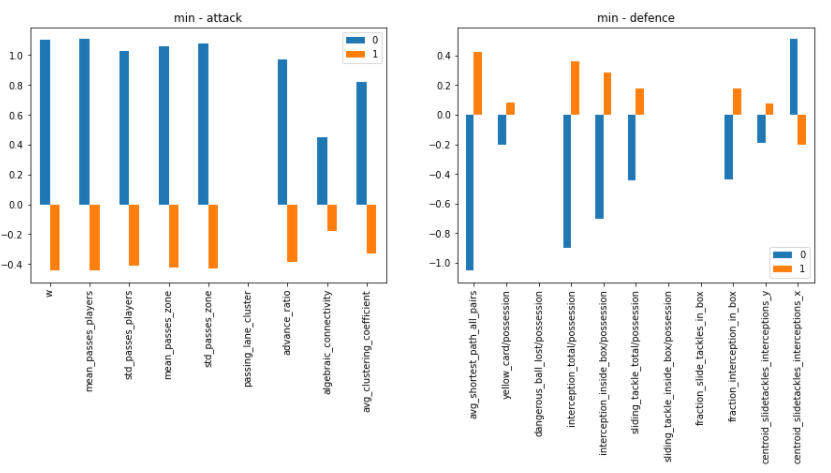 min - attack
1.0
0.8
0.6
0.4
0.2
0.0
−0.2
−0.4
0
1
w
mean_passes_players
std_passes_players
mean_passes_zone
std_passes_zone
passing_lane_cluster
advance_ratio
algebraic_connectivity
avg_clustering_coefficient
min - defence
0.4
0.2
0.0
−0.2
−0.4
−0.6
−0.8
−1.0
0
1
avg_shortest_path_all_pairs
yellow_card/possession
dangerous_ball_lost/possession
interception_total/possession
interception_inside_box/possession
sliding_tackle_total/possession
sliding_tackle_inside_box/possession
fraction_slide_tackles_in_box
fraction_interception_in_box
centroid_slidetackles_interceptions_y
centroid_slidetackles_interceptions_x